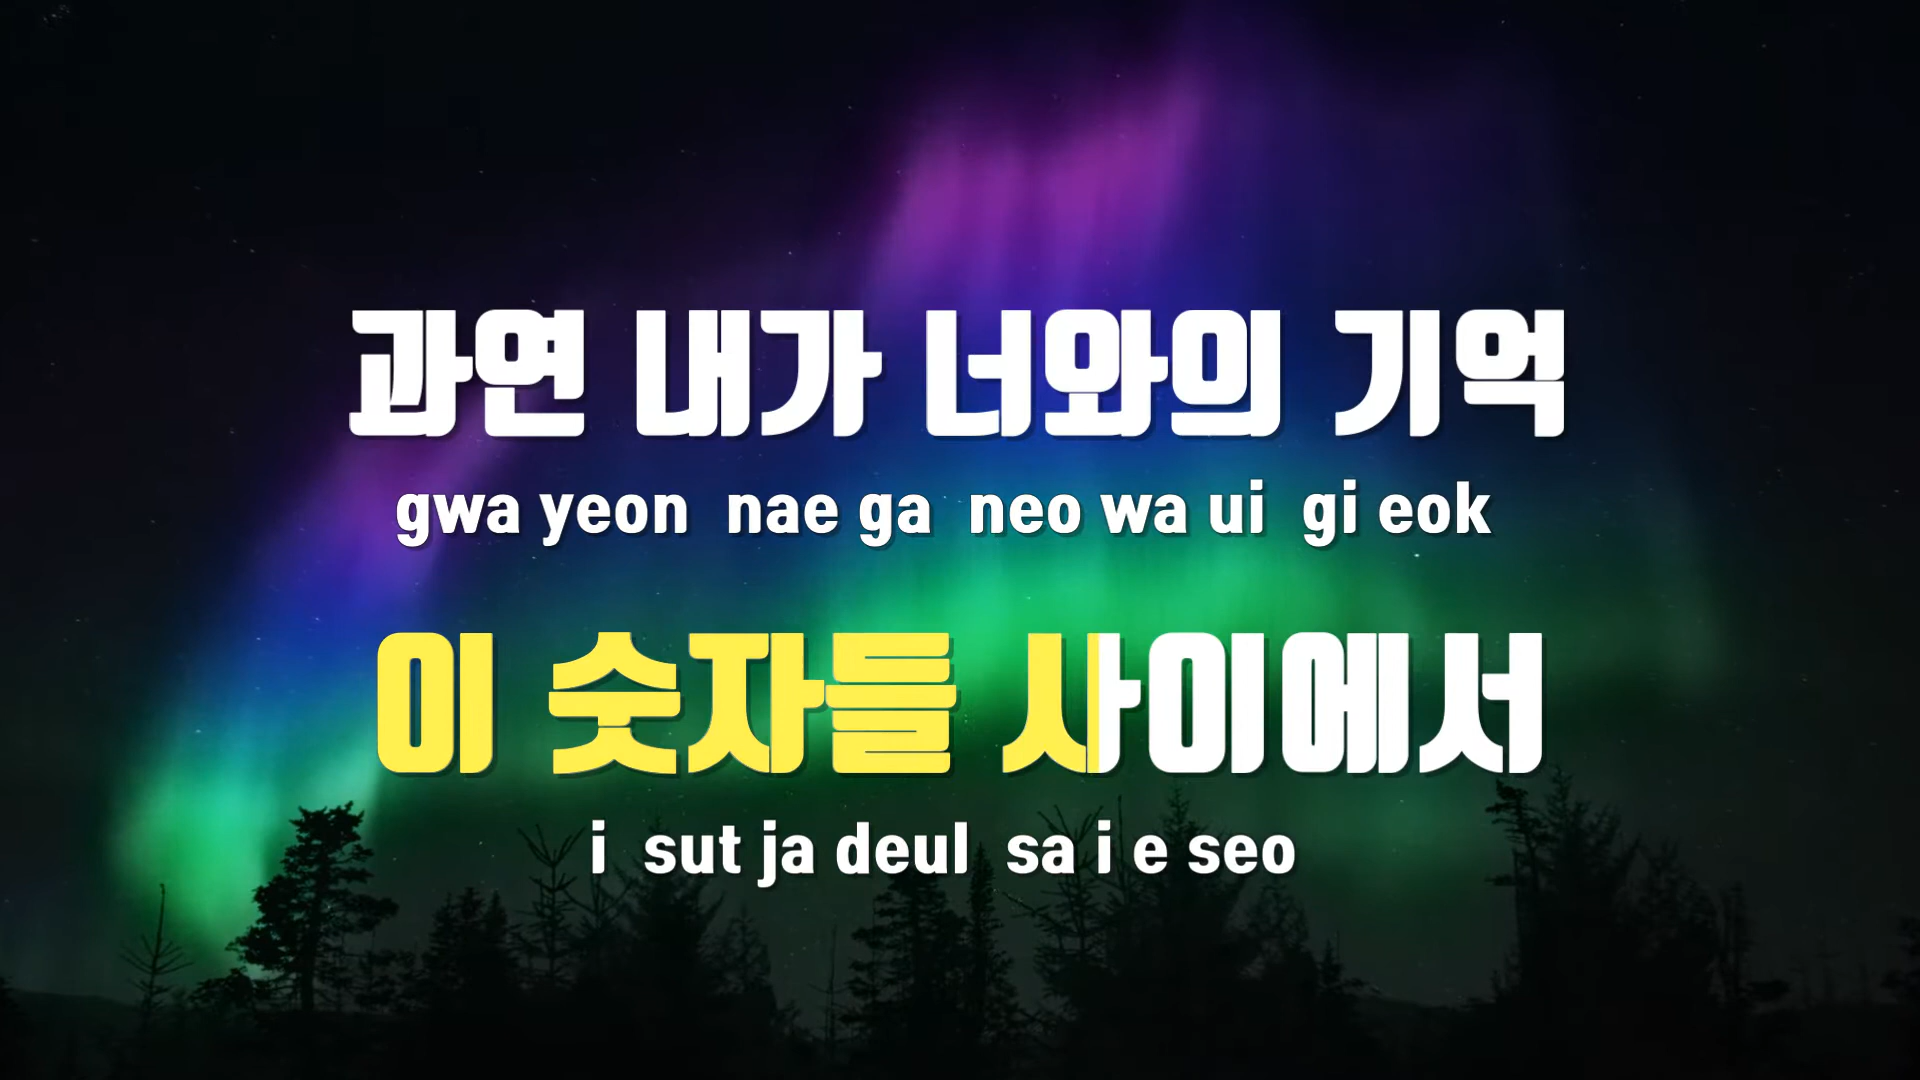 과연 내가 너와의 기억
gwa yeon nae ga neo wa ui gi eok
이 숫자들 사이에서
i sut ja deul sa i e seo